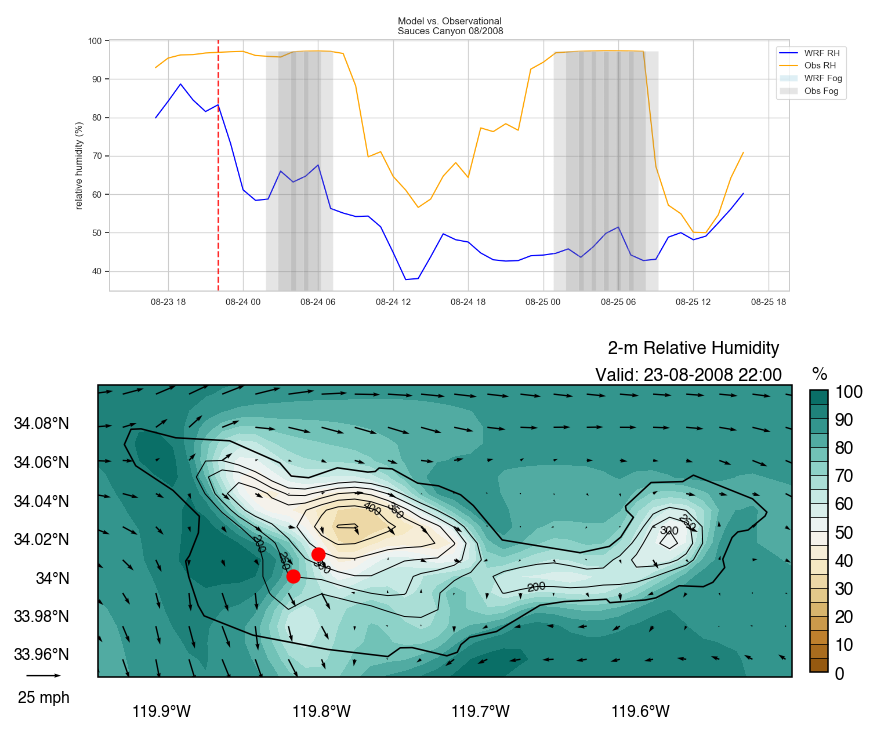 Model vs. Observational
Sauces Canyon 08/2008
100
90
80
70
60
50
40
relative humidity (%)
08-23 18
08-24 00
08-24 06
08-24 12
08-24 18
08-25 00
08-25 06
08-25 12
08-25 18
WRF RH
Obs RH
WRF Fog
Obs Fog
2-m Relative Humidity
Valid: 23-08-2008 22:00
%
34.08°N
34.06°N
34.04°N
34.02°N
34°N
33.98°N
33.96°N
25 mph
119.9°W
119.8°W
119.7°W
119.6°W
400
350
200
250
300
200
250
300
100
90
80
70
60
50
40
30
20
10
0